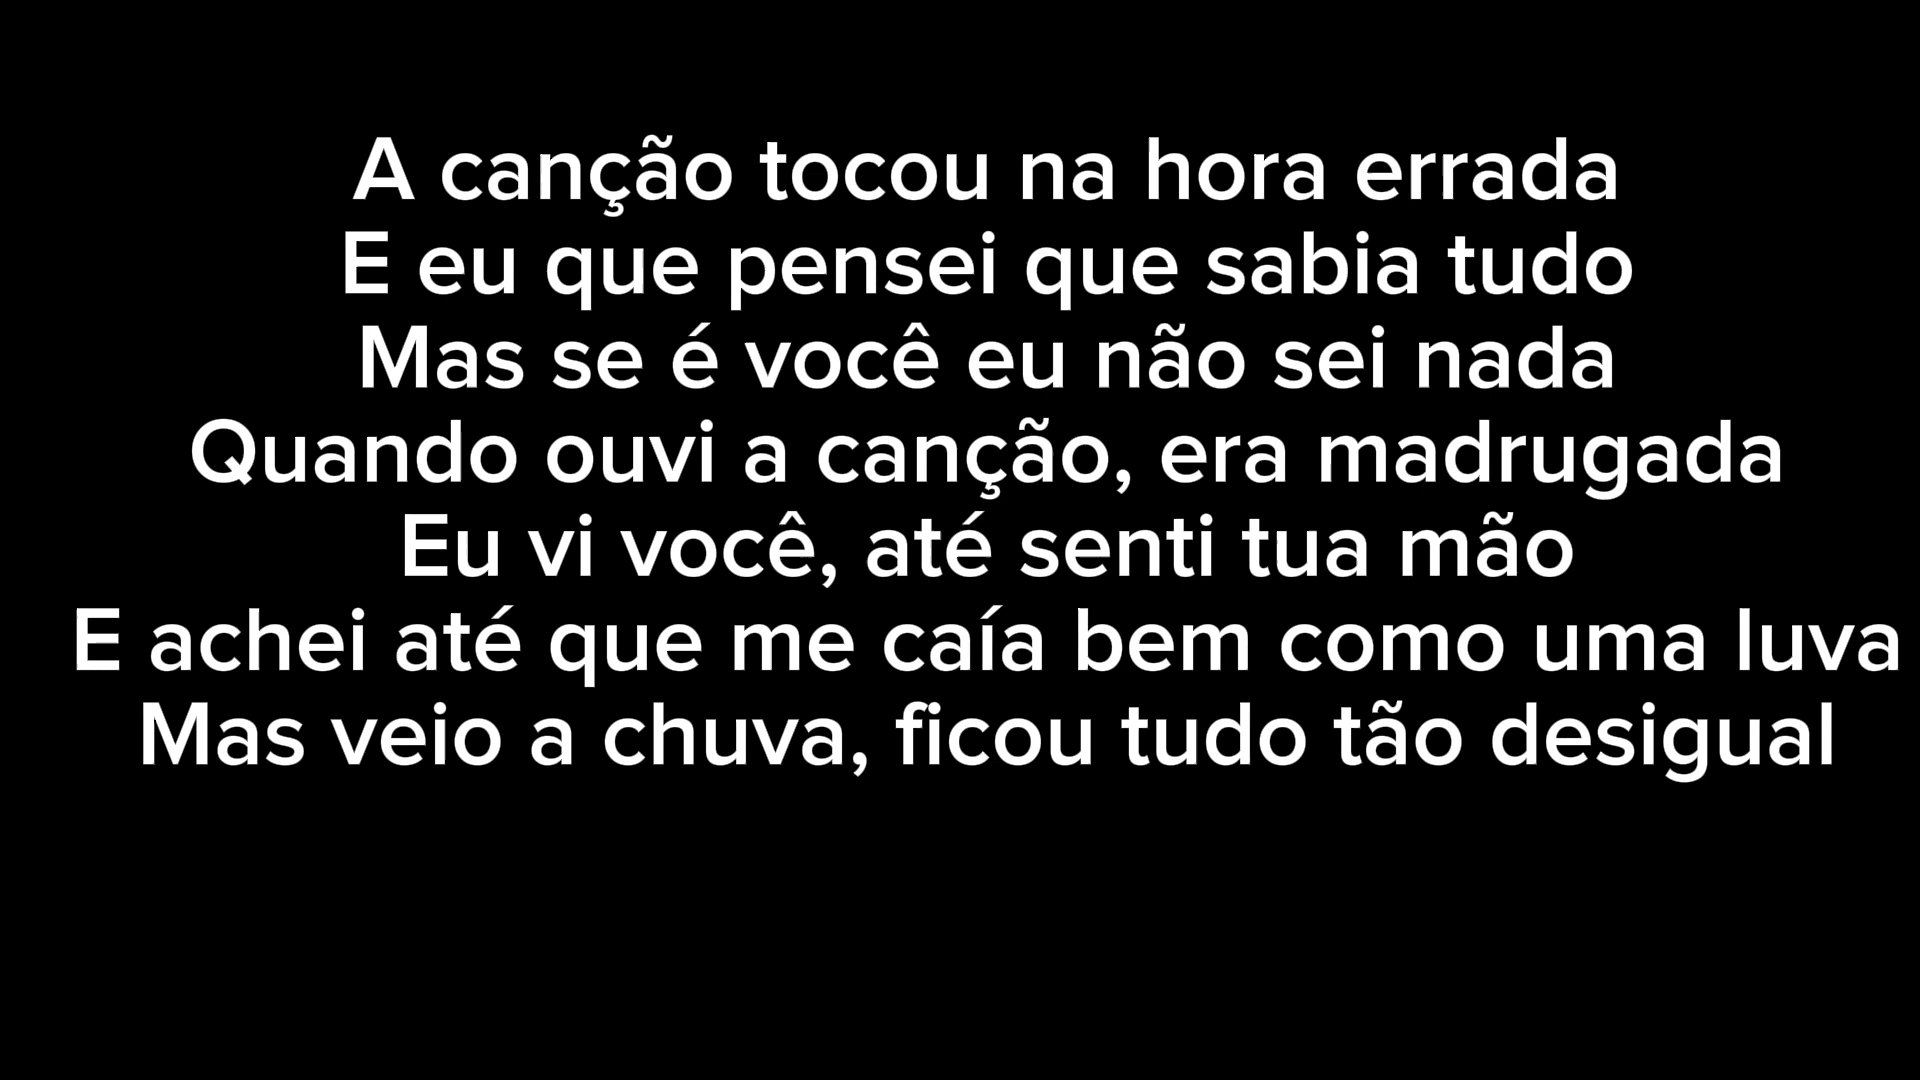 A canção tocou na hora errada
E eu que pensei que sabia tudo
Mas se é você eu não sei nada
Quando ouvi a canção, era madrugada
Eu vi você, até senti tua mão
E achei até que me caía bem como uma luva
Mas veio a chuva, ficou tudo tão desigual